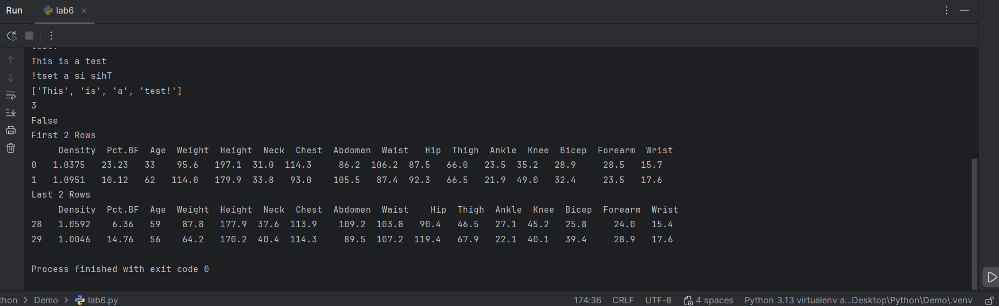 Run lab6
test.
This is a test
!tset a si sihT
['This', 'is', 'a', 'test!']
3
False
First 2 Rows
Density Pct.BF Age Weight Height Neck Chest Abdomen Waist Hip Thigh Ankle Knee Bicep Forearm Wrist
0 1.0375 23.23 33 95.6 197.1 31.0 114.3 86.2 106.2 87.5 66.0 23.5 35.2 28.9 28.5 15.7
1 1.0951 10.12 62 114.0 179.9 33.8 93.0 105.5 87.4 92.3 66.5 21.9 49.0 32.4 23.5 17.6
Last 2 Rows
Density Pct.BF Age Weight Height Neck Chest Abdomen Waist Hip Thigh Ankle Knee Bicep Forearm Wrist
28 1.0592 6.36 59 87.8 177.9 37.6 113.9 109.2 103.8 90.4 46.5 27.1 45.2 25.8 24.0 15.4
29 1.0046 14.76 56 64.2 170.2 40.4 114.3 89.5 107.2 119.4 67.9 22.1 40.1 39.4 28.9 17.6
Process finished with exit code 0
thon > Demo > lab6.py 174:36 CRLF UTF-8 4 spaces Python 3.13 virtualenv a...Desktop\Python\Demo\.venv